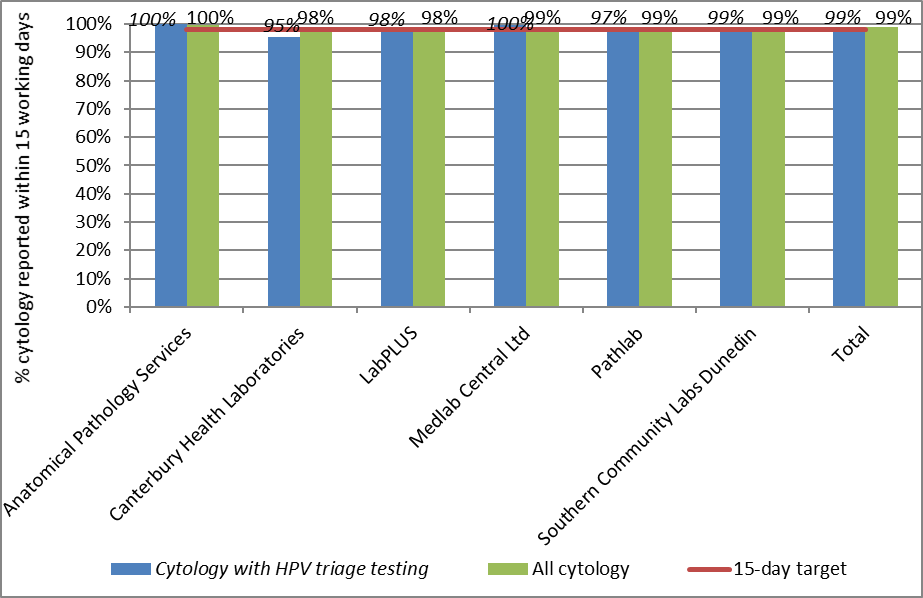 % cytology reported within 15 working days
100%
90%
80%
70%
60%
50%
40%
30%
20%
10%
0%
100% 100% 95% 98% 98% 98% 100% 99% 97% 99% 99% 99% 99% 99%
Anatomical Pathology Services
Canterbury Health Laboratories
LabPLUS
Medlab Central Ltd
Pathlab
Southern Community Labs Dunedin
Total
Cytology with HPV triage testing All cytology 15-day target